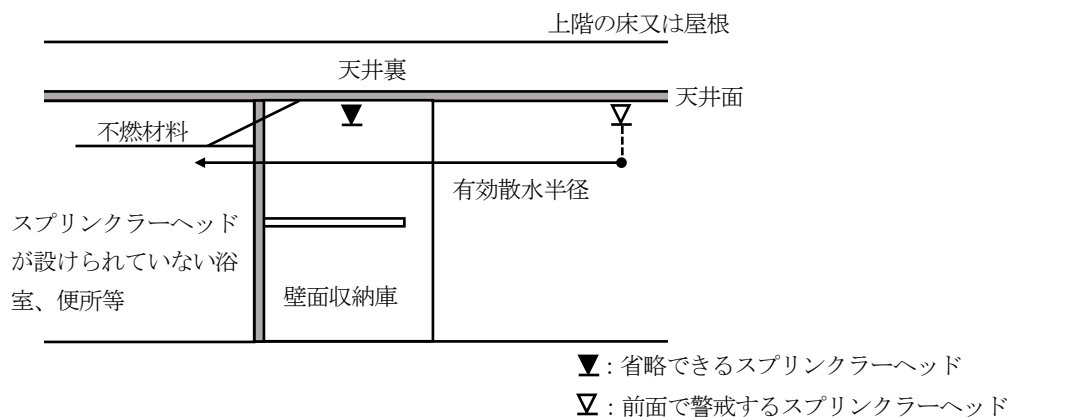 上階の床又は屋根
天井裏
天井面
不燃材料
有効散水半径
スプリンクラーヘッド
が設けられていない浴
室、便所等
壁面収納庫
:省略できるスプリンクラーヘッド
:前面で警戒するスプリンクラーヘッド